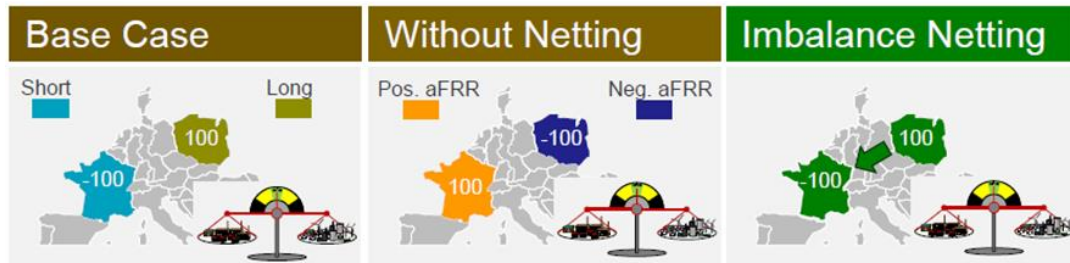 Base Case
Short Long
100
-100
Without Netting
Pos. aFRR Neg. aFRR
-100
100
Imbalance Netting
100
-100